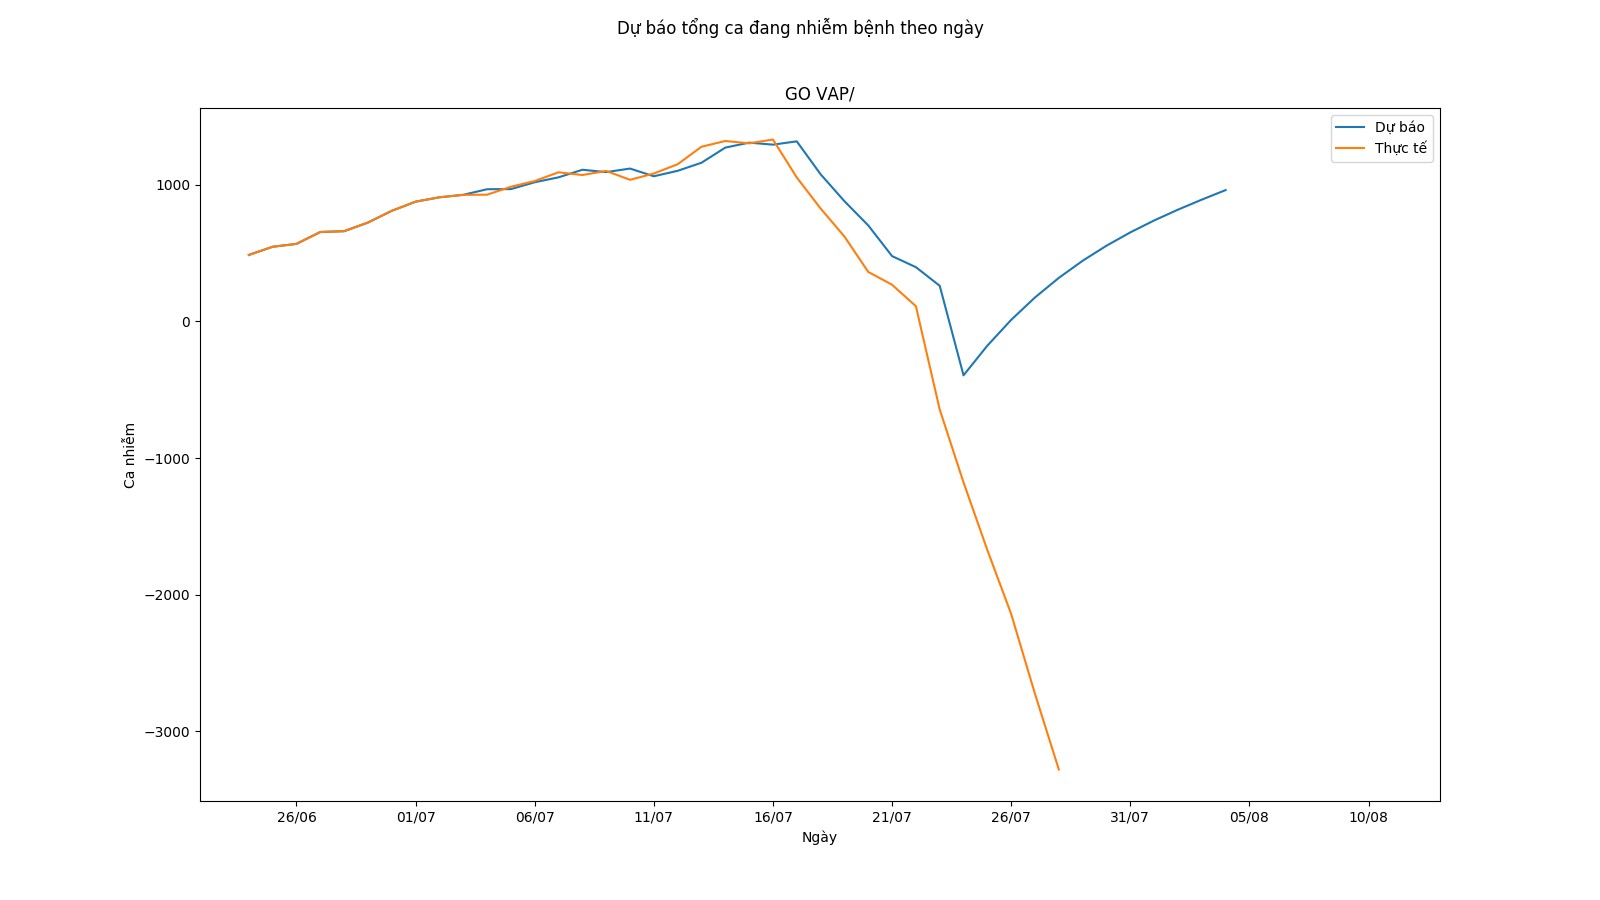 Dự báo tổng ca đang nhiễm bệnh theo ngày
GO VAP/
Dự báo
Thực tế
1000
0
−1000
−2000
−3000
Ca nhiễm
26/06
01/07
06/07
11/07
16/07
21/07
26/07
31/07
05/08
10/08
Ngày